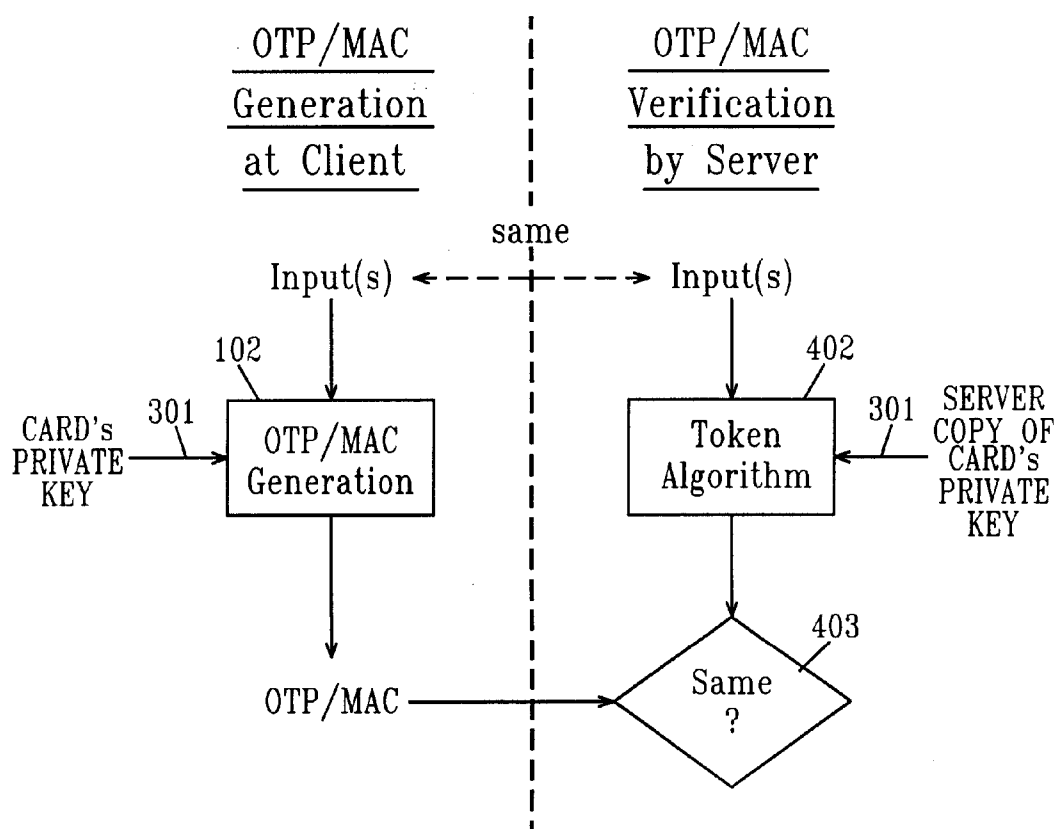 OTP/MAC
Generation
at Client
OTP/MAC
Verification
by Server
same
Input(s)
Input(s)
102
402
CARD's
PRIVATE
KEY
301
OTP/MAC
Generation
Token
Algorithm
301
SERVER
COPY OF
CARD's
PRIVATE
KEY
403
OTP/MAC
Same
?